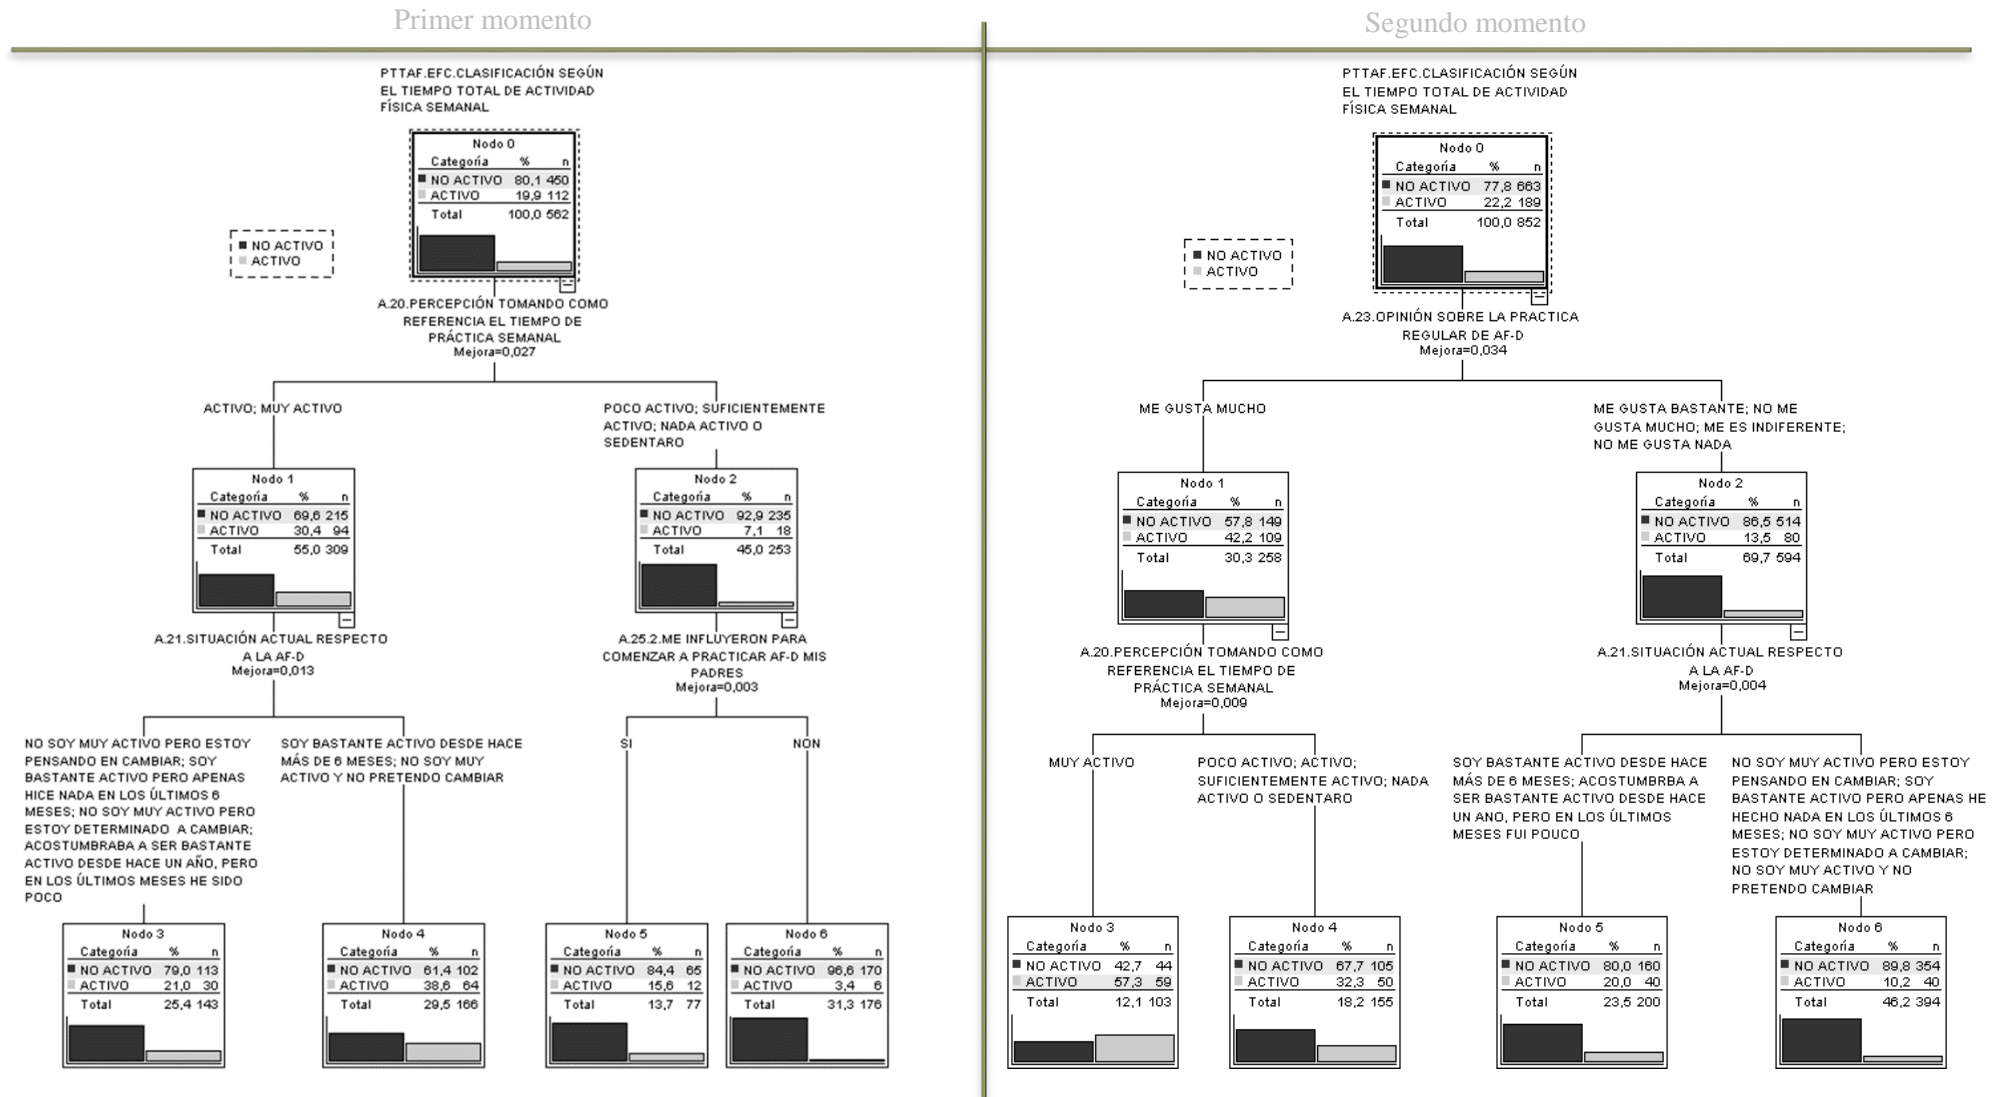 Primer momento
PTTAF.EFC.CLASIFICACIÓN SEGÚN
EL TIEMPO TOTAL DE ACTIVIDAD
FÍSICA SEMANAL
Nodo 0
Categoría % n
NO ACTIVO 80,1 450
ACTIVO 19,9 112
Total 100,0 562
NO ACTIVO
ACTIVO
A.20.PERCEPCIÓN TOMANDO COMO
REFERENCIA EL TIEMPO DE
PRÁCTICA SEMANAL
Mejora=0,027
ACTIVO; MUY ACTIVO
POCO ACTIVO; SUFICIENTEMENTE
ACTIVO; NADA ACTIVO O
SEDENTARO
Nodo 1
Categoría % n
NO ACTIVO 69,6 215
ACTIVO 30,4 94
Total 55,0 309
Nodo 2
Categoría % n
NO ACTIVO 92,9 235
ACTIVO 7,1 18
Total 45,0 253
A.21.SITUACIÓN ACTUAL RESPECTO
A LA AF-D
Mejora=0,013
A.25.2.ME INFLUYERON PARA
COMENZAR A PRACTICAR AF-D MIS
PADRES
Mejora=0,003
NO SOY MUY ACTIVO PERO ESTOY
PENSANDO EN CAMBIAR; SOY
BASTANTE ACTIVO PERO APENAS
HICE NADA EN LOS ÚLTIMOS 6
MESES; NO SOY MUY ACTIVO PERO
ESTOY DETERMINADO A CAMBIAR;
ACOSTUMBRABA A SER BASTANTE
ACTIVO DESDE HACE UN AÑO, PERO
EN LOS ÚLTIMOS MESES HE SIDO
POCO
SOY BASTANTE ACTIVO DESDE HACE
MÁS DE 6 MESES; NO SOY MUY
ACTIVO Y NO PRETENDO CAMBIAR
SI
NON
Nodo 3
Categoría % n
NO ACTIVO 79,0 113
ACTIVO 21,0 30
Total 25,4 143
Nodo 4
Categoría % n
NO ACTIVO 61,4 102
ACTIVO 38,6 64
Total 29,5 166
Nodo 5
Categoría % n
NO ACTIVO 84,4 65
ACTIVO 15,6 12
Total 13,7 77
Nodo 6
Categoría % n
NO ACTIVO 96,6 170
ACTIVO 3,4 6
Total 31,3 176
Segundo momento
PTTAF.EFC.CLASIFICACIÓN SEGÚN
EL TIEMPO TOTAL DE ACTIVIDAD
FÍSICA SEMANAL
Nodo 0
Categoría % n
NO ACTIVO 77,8 663
ACTIVO 22,2 189
Total 100,0 852
NO ACTIVO
ACTIVO
A.23.OPINIÓN SOBRE LA PRACTICA
REGULAR DE AF-D
Mejora=0,034
ME GUSTA MUCHO
ME GUSTA BASTANTE; NO ME
GUSTA MUCHO; ME ES INDIFERENTE;
NO ME GUSTA NADA
Nodo 1
Categoría % n
NO ACTIVO 57,8 149
ACTIVO 42,2 109
Total 30,3 258
Nodo 2
Categoría % n
NO ACTIVO 86,5 514
ACTIVO 13,5 80
Total 69,7 594
A.20.PERCEPCIÓN TOMANDO COMO
REFERENCIA EL TIEMPO DE
PRÁCTICA SEMANAL
Mejora=0,009
A.21.SITUACIÓN ACTUAL RESPECTO
A LA AF-D
Mejora=0,004
MUY ACTIVO
POCO ACTIVO; ACTIVO;
SUFICIENTEMENTE ACTIVO; NADA
ACTIVO O SEDENTARO
SOY BASTANTE ACTIVO DESDE HACE
MÁS DE 6 MESES; ACOSTUMBRBA A
SER BASTANTE ACTIVO DESDE HACE
UN ANO, PERO EN LOS ÚLTIMOS
MESES FUI POUCO
NO SOY MUY ACTIVO PERO ESTOY
PENSANDO EN CAMBIAR; SOY
BASTANTE ACTIVO PERO APENAS HE
HECHO NADA EN LOS ÚLTIMOS 6
MESES; NO SOY MUY ACTIVO PERO
ESTOY DETERMINADO A CAMBIAR;
NO SOY MUY ACTIVO Y NO
PRETENDO CAMBIAR
Nodo 3
Categoría % n
NO ACTIVO 42,7 44
ACTIVO 57,3 59
Total 12,1 103
Nodo 4
Categoría % n
NO ACTIVO 67,7 105
ACTIVO 32,3 50
Total 18,2 155
Nodo 5
Categoría % n
NO ACTIVO 80,0 160
ACTIVO 20,0 40
Total 23,5 200
Nodo 6
Categoría % n
NO ACTIVO 89,8 354
ACTIVO 10,2 40
Total 46,2 394